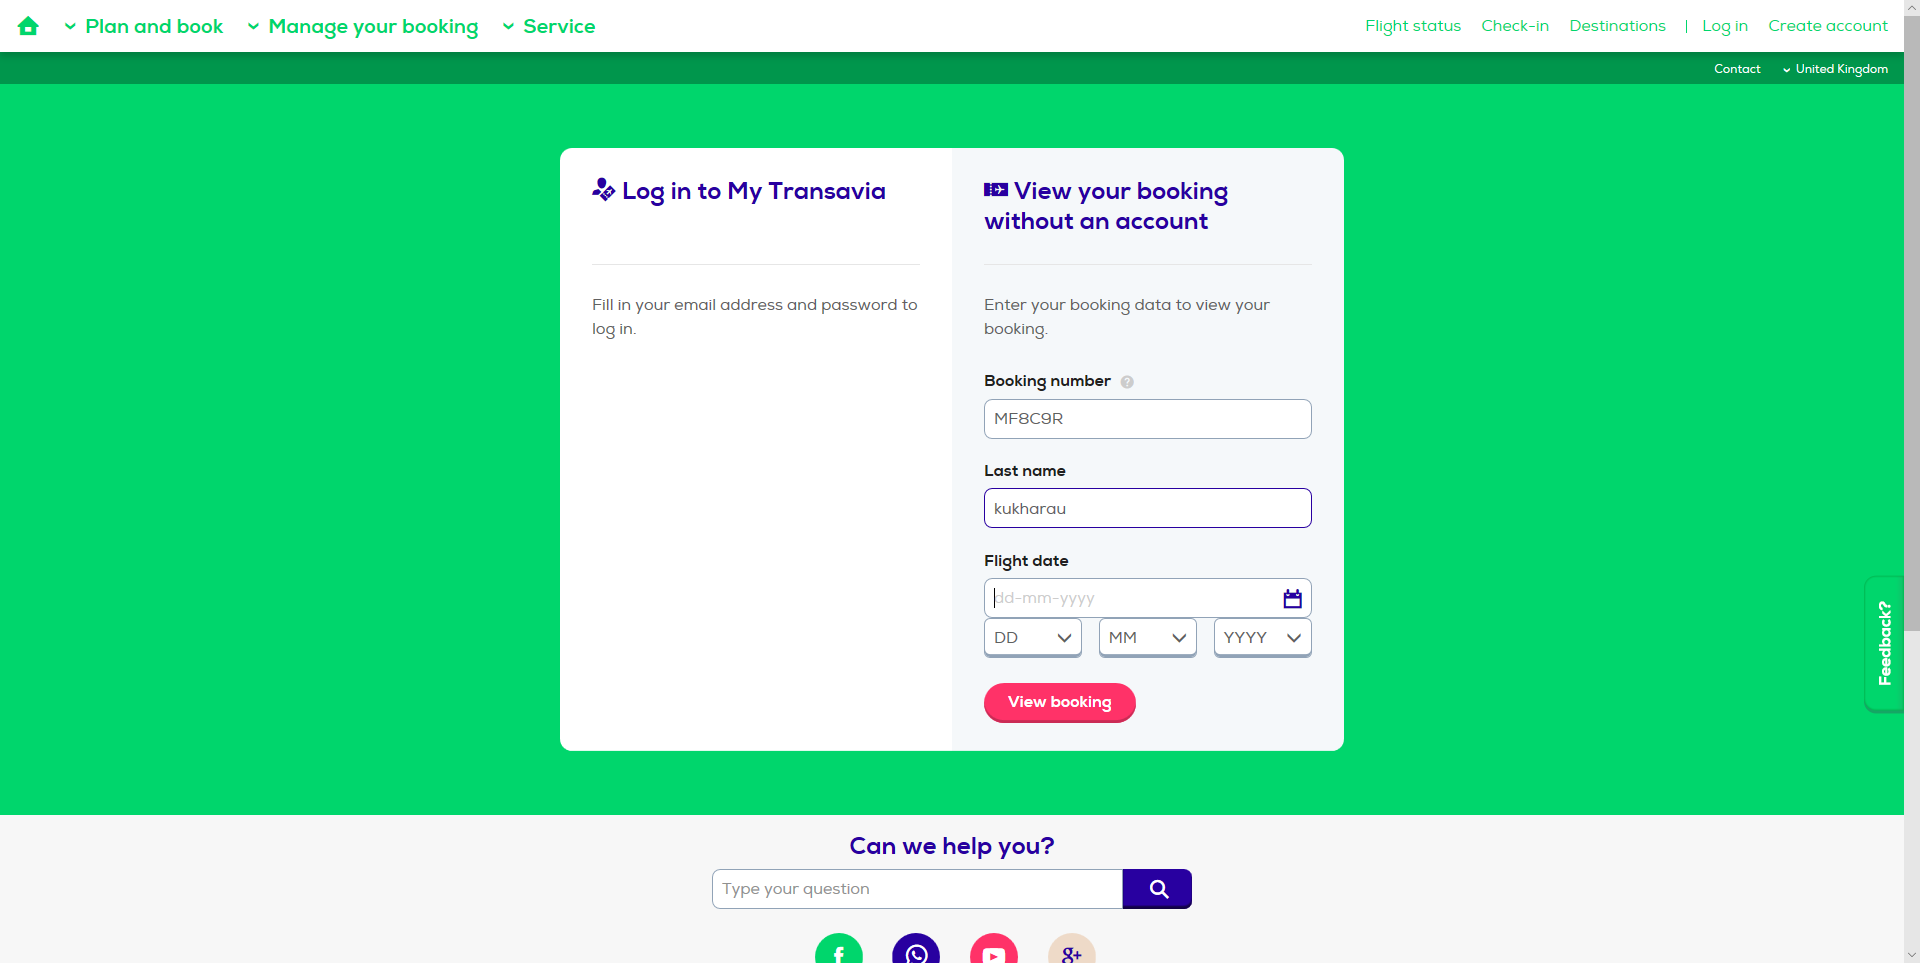 Plan and book
Manage your booking
Service
Flight status
Check-in
Destinations
|
Log in
Create account
Contact
United Kingdom
Log in to My Transavia
Fill in your email address and password to
log in.
View your booking
without an account
Enter your booking data to view your
booking.
Booking number ?
MF8C9R
Last name
kukharau
Flight date
dd-mm-yyyy
DD
MM
YYYY
View booking
Feedback?
Can we help you?
Type your question
f
g+